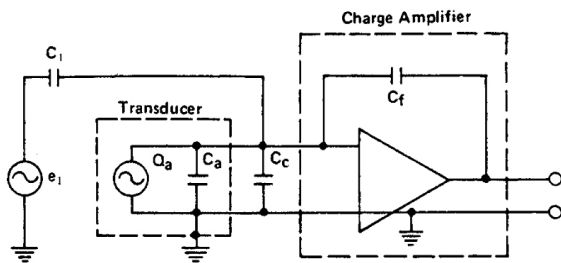 Charge Amplifier
C₁
Cf
Transducer
Qa
Ca
Cc
e₁